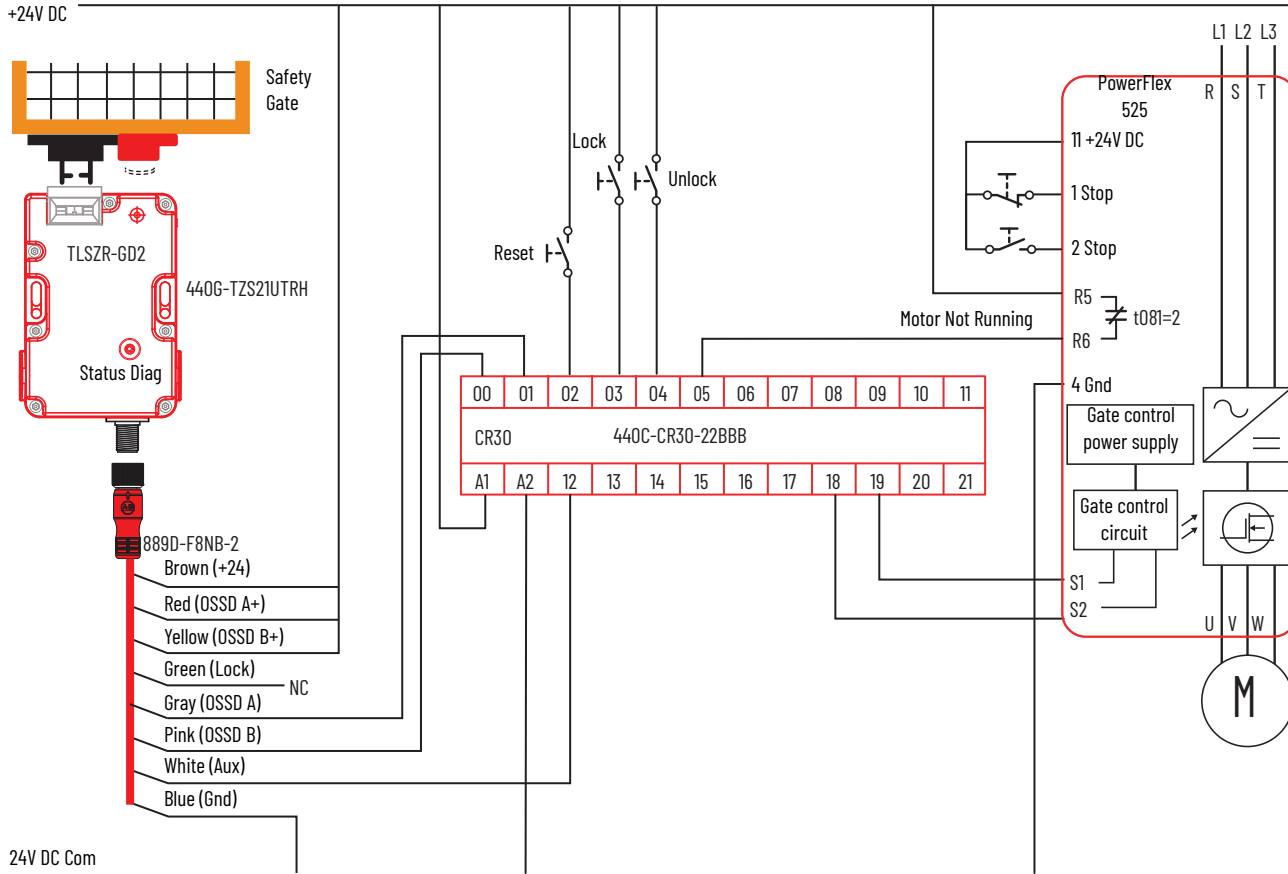 +24V DC
Safety
Gate
TLSZR-GD2
440G-TZS21UTRH
Status Diag
889D-F8NB-2
Brown (+24)
Red (OSSD A+)
Yellow (OSSD B+)
Green (Lock)
NC
Gray (OSSD A)
Pink (OSSD B)
White (Aux)
Blue (Gnd)
24V DC Com
Reset
Lock
Unlock
Motor Not Running
00 01 02 03 04 05 06 07 08 09 10 11
CR30 440C-CR30-22BBB
A1 A2 12 13 14 15 16 17 18 19 20 21
L1 L2 L3
R S T
PowerFlex
525
11 +24V DC
1 Stop
2 Stop
R5
t081=2
R6
4 Gnd
Gate control
power supply
Gate control
circuit
S1
S2
U V W
M